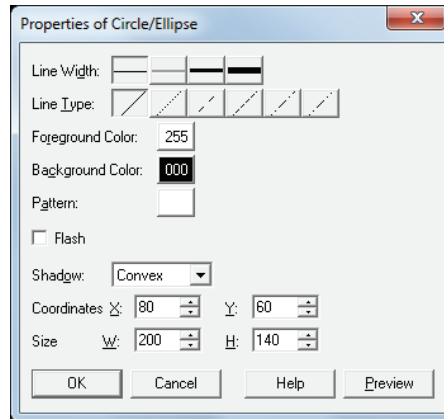 Properties of Circle/Ellipse
Line Width:
Line Type:
Foreground Color: 255
Background Color: 000
Pattern:
Flash
Shadow: Convex
Coordinates X: 80 Y: 60
Size W: 200 H: 140
OK Cancel Help Preview